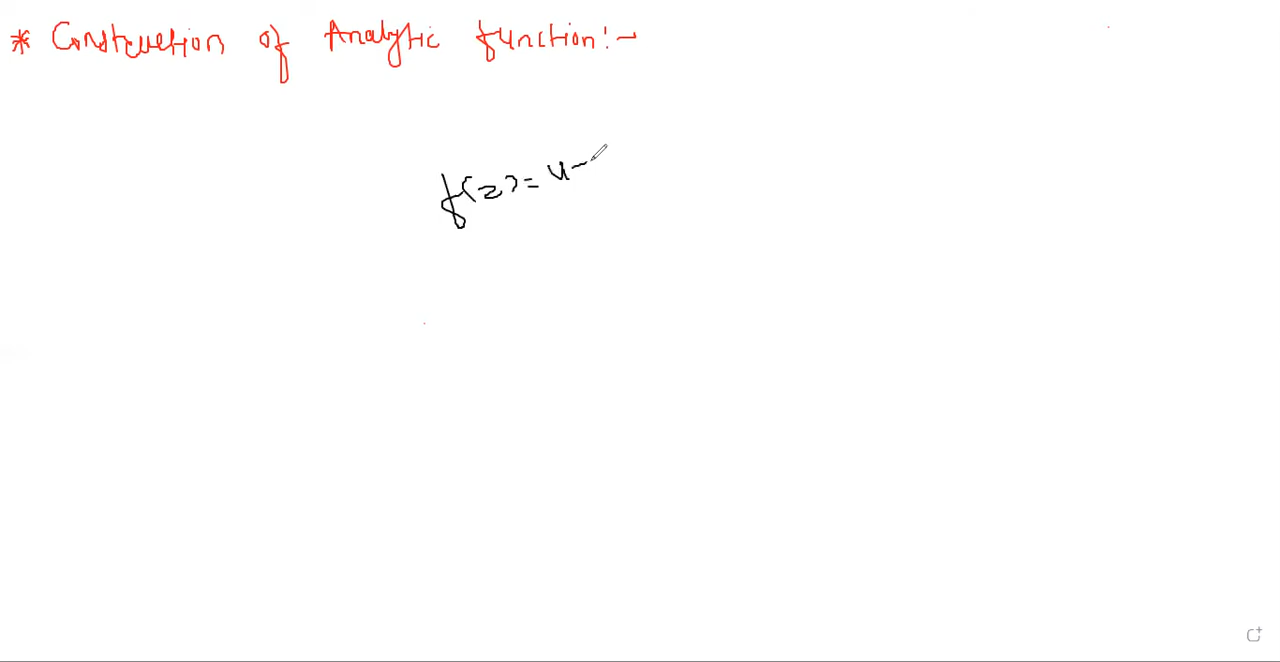 * Construction of Analytic function:-
f(z) = u-